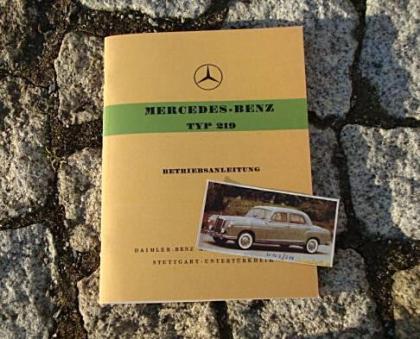 MERCEDES-BENZ
TYP 219
BETRIEBSANLEITUNG
DAIMLER-BENZ
STUTTGART-UNTERTÜRKHEIM